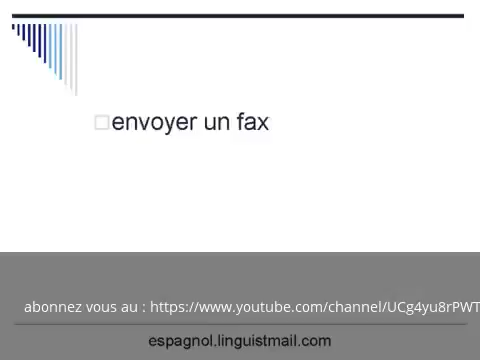 envoyer un fax
abonnez vous au : https://www.youtube.com/channel/UCg4yu8rPWT
espagnol.linguistmail.com